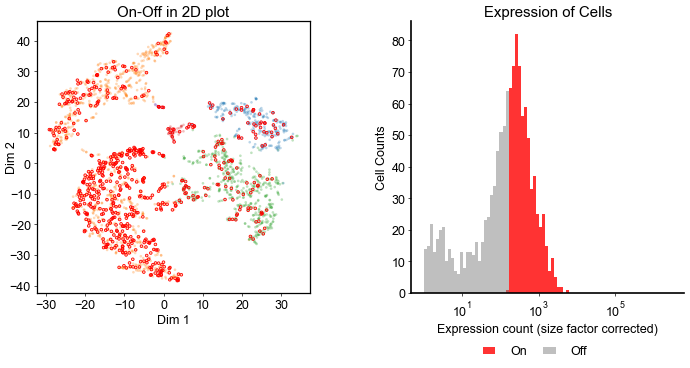 On-Off in 2D plot
40
30
20
10
0
−10
−20
−30
−40
Dim 2
−30 −20 −10 0 10 20 30
Dim 1
Expression of Cells
80
70
60
50
40
30
20
10
0
Cell Counts
10^1 10^3 10^5
Expression count (size factor corrected)
On Off